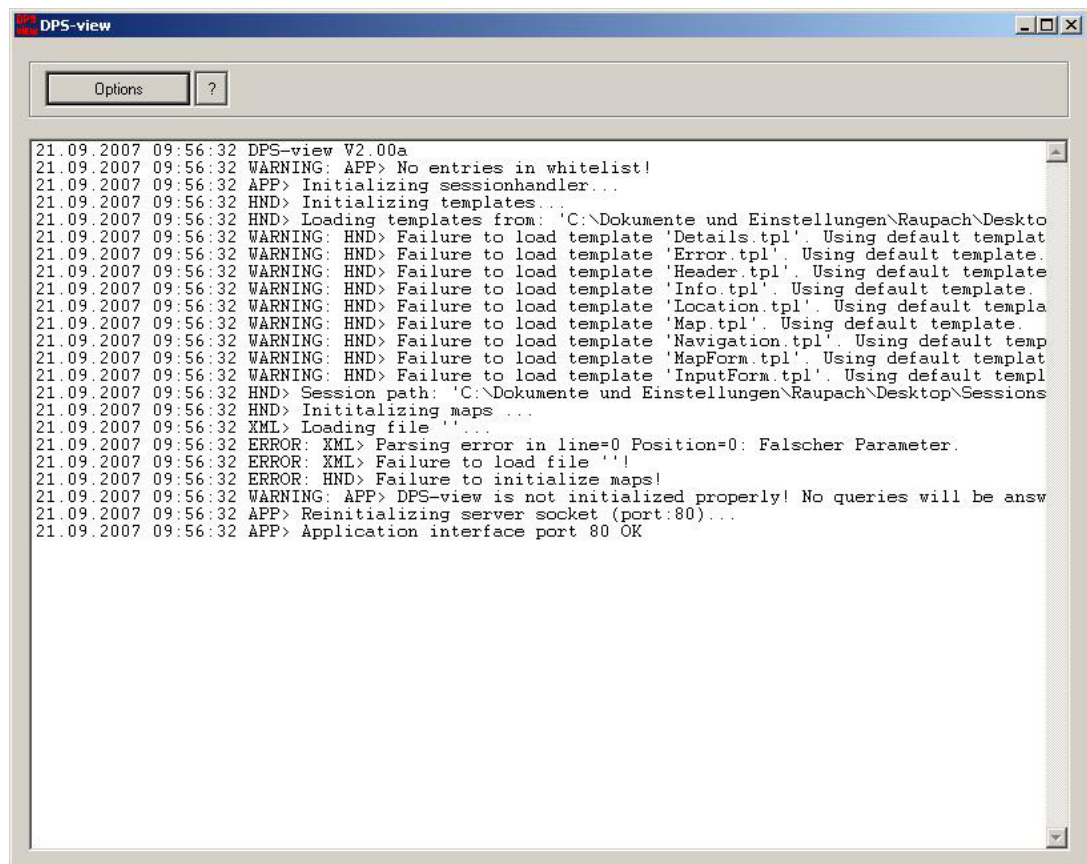 DPS VIEW DPS-view
Options ?
21.09.2007 09:56:32 DPS-view V2.00a
21.09.2007 09:56:32 WARNING: APP> No entries in whitelist!
21.09.2007 09:56:32 APP> Initializing sessionhandler...
21.09.2007 09:56:32 HND> Initializing templates...
21.09.2007 09:56:32 HND> Loading templates from: 'C:\Dokumente und Einstellungen\Raupach\Deskto
21.09.2007 09:56:32 WARNING: HND> Failure to load template 'Details.tpl'. Using default templat
21.09.2007 09:56:32 WARNING: HND> Failure to load template 'Error.tpl'. Using default template.
21.09.2007 09:56:32 WARNING: HND> Failure to load template 'Header.tpl'. Using default template
21.09.2007 09:56:32 WARNING: HND> Failure to load template 'Info.tpl'. Using default template.
21.09.2007 09:56:32 WARNING: HND> Failure to load template 'Location.tpl'. Using default templa
21.09.2007 09:56:32 WARNING: HND> Failure to load template 'Map.tpl'. Using default template.
21.09.2007 09:56:32 WARNING: HND> Failure to load template 'Navigation.tpl'. Using default temp
21.09.2007 09:56:32 WARNING: HND> Failure to load template 'MapForm.tpl'. Using default templat
21.09.2007 09:56:32 WARNING: HND> Failure to load template 'InputForm.tpl'. Using default templ
21.09.2007 09:56:32 HND> Session path: 'C:\Dokumente und Einstellungen\Raupach\Desktop\Sessions
21.09.2007 09:56:32 HND> Inititalizing maps ...
21.09.2007 09:56:32 XML> Loading file ''...
21.09.2007 09:56:32 ERROR: XML> Parsing error in line=0 Position=0: Falscher Parameter.
21.09.2007 09:56:32 ERROR: XML> Failure to load file ''!
21.09.2007 09:56:32 ERROR: HND> Failure to initialize maps!
21.09.2007 09:56:32 WARNING: APP> DPS-view is not initialized properly! No queries will be answ
21.09.2007 09:56:32 APP> Reinitializing server socket (port:80)...
21.09.2007 09:56:32 APP> Application interface port 80 OK